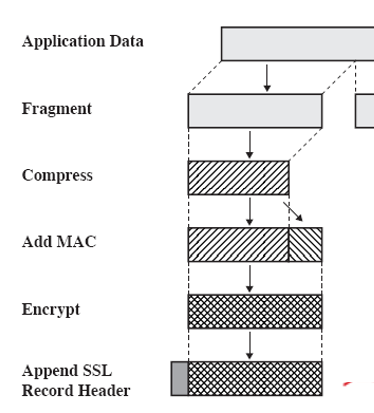 Application Data
Fragment
Compress
Add MAC
Encrypt
Append SSL
Record Header